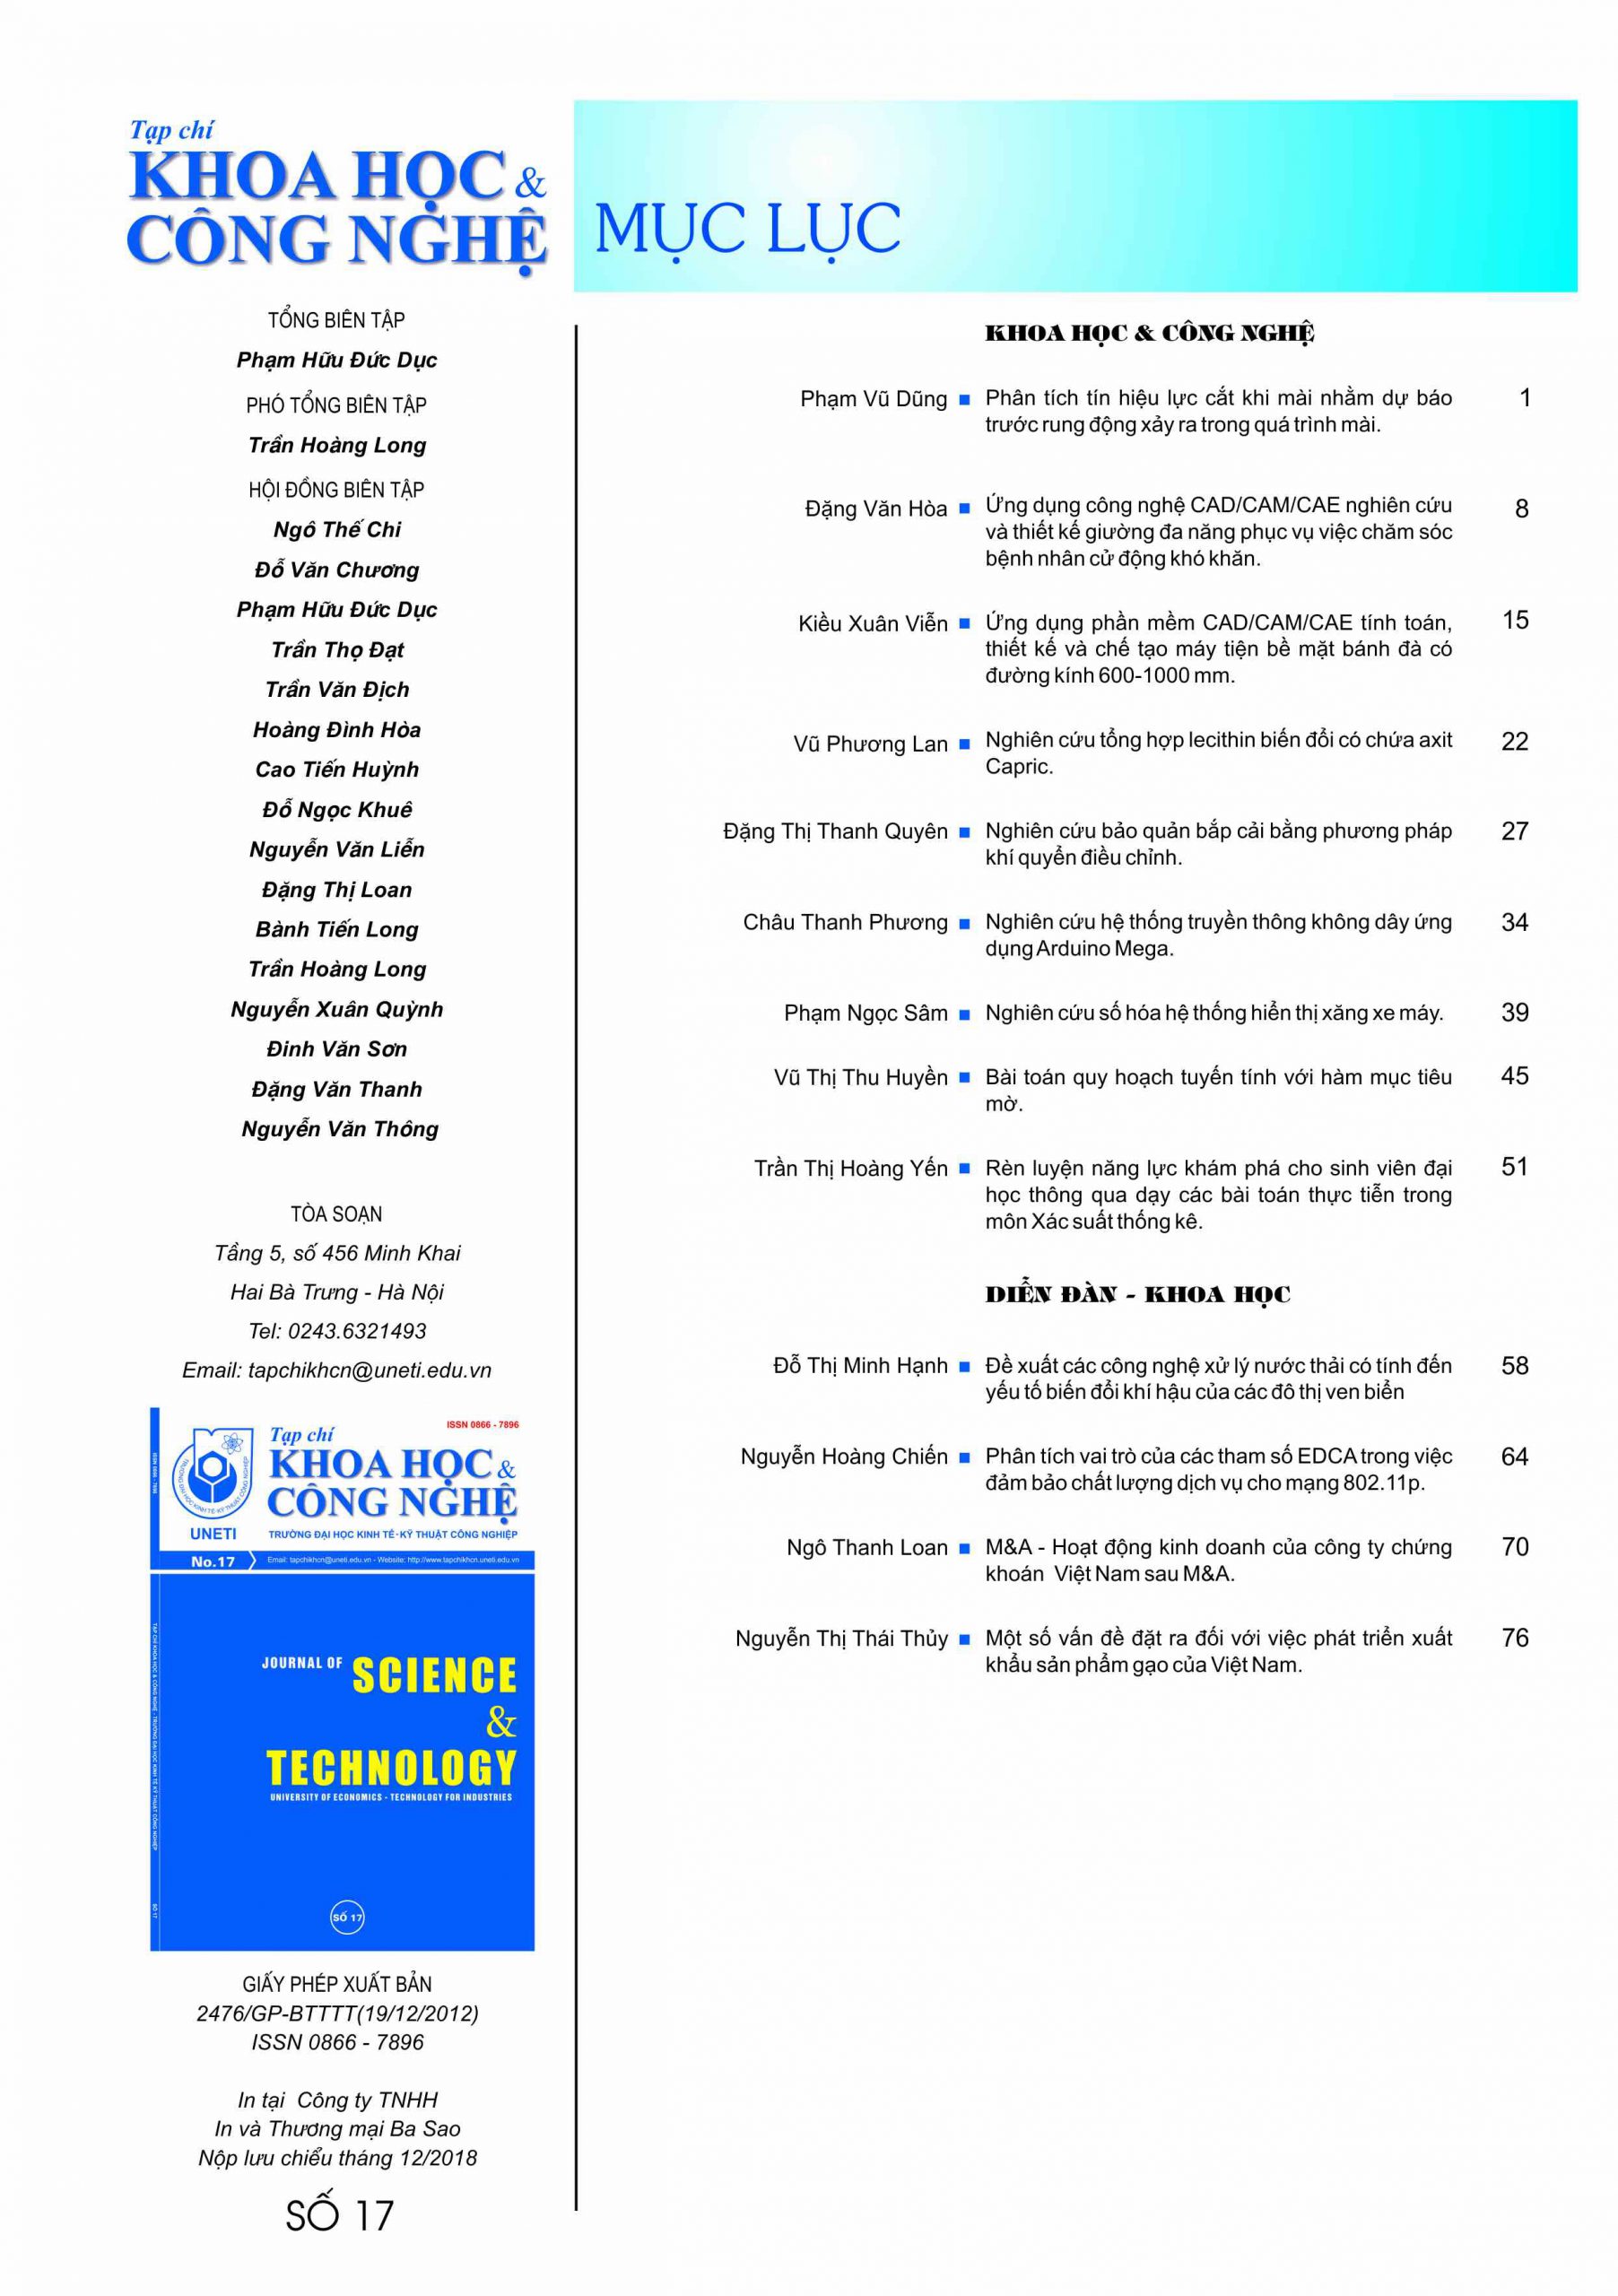 Tạp chí
KHOA HỌC &
CÔNG NGHỆ
MỤC LỤC
TỔNG BIÊN TẬP
Phạm Hữu Đức Dục
PHÓ TỔNG BIÊN TẬP
Trần Hoàng Long
HỘI ĐỒNG BIÊN TẬP
Ngô Thế Chi
Đỗ Văn Chương
Phạm Hữu Đức Dục
Trần Thọ Đạt
Trần Văn Địch
Hoàng Đình Hòa
Cao Tiến Huỳnh
Đỗ Ngọc Khuê
Nguyễn Văn Liễn
Đặng Thị Loan
Bành Tiến Long
Trần Hoàng Long
Nguyễn Xuân Quỳnh
Đinh Văn Sơn
Đặng Văn Thanh
Nguyễn Văn Thông
TÒA SOẠN
Tầng 5, số 456 Minh Khai
Hai Bà Trưng - Hà Nội
Tel: 0243.6321493
Email: tapchikhcn@uneti.edu.vn
ISSN 0866 - 7896
Tạp chí
KHOA HỌC &
CÔNG NGHỆ
UNETI
TRƯỜNG ĐẠI HỌC KINH TẾ - KỸ THUẬT CÔNG NGHIỆP
No.17
Email: tapchikhcn@uneti.edu.vn - Website: http://www.tapchikhcn.uneti.edu.vn
JOURNAL OF SCIENCE
&
TECHNOLOGY
UNIVERSITY OF ECONOMICS - TECHNOLOGY FOR INDUSTRIES
SỐ 17
GIẤY PHÉP XUẤT BẢN
2476/GP-BTTTT(19/12/2012)
ISSN 0866 - 7896
In tại Công ty TNHH
In và Thương mại Ba Sao
Nộp lưu chiểu tháng 12/2018
SỐ 17
KHOA HỌC & CÔNG NGHỆ
Phạm Vũ Dũng ■ Phân tích tín hiệu lực cắt khi mài nhằm dự báo 1
trước rung động xảy ra trong quá trình mài.
Đặng Văn Hòa ■ Ứng dụng công nghệ CAD/CAM/CAE nghiên cứu 8
và thiết kế giường đa năng phục vụ việc chăm sóc
bệnh nhân cử động khó khăn.
Kiều Xuân Viễn ■ Ứng dụng phần mềm CAD/CAM/CAE tính toán, 15
thiết kế và chế tạo máy tiện bề mặt bánh đà có
đường kính 600-1000 mm.
Vũ Phương Lan ■ Nghiên cứu tổng hợp lecithin biến đổi có chứa axit 22
Capric.
Đặng Thị Thanh Quyên ■ Nghiên cứu bảo quản bắp cải bằng phương pháp 27
khí quyển điều chỉnh.
Châu Thanh Phương ■ Nghiên cứu hệ thống truyền thông không dây ứng 34
dụng Arduino Mega.
Phạm Ngọc Sâm ■ Nghiên cứu số hóa hệ thống hiển thị xăng xe máy. 39
Vũ Thị Thu Huyền ■ Bài toán quy hoạch tuyến tính với hàm mục tiêu 45
mờ.
Trần Thị Hoàng Yến ■ Rèn luyện năng lực khám phá cho sinh viên đại 51
học thông qua dạy các bài toán thực tiễn trong
môn Xác suất thống kê.
DIỄN ĐÀN - KHOA HỌC
Đỗ Thị Minh Hạnh ■ Đề xuất các công nghệ xử lý nước thải có tính đến 58
yếu tố biến đổi khí hậu của các đô thị ven biển
Nguyễn Hoàng Chiến ■ Phân tích vai trò của các tham số EDCA trong việc 64
đảm bảo chất lượng dịch vụ cho mạng 802.11p.
Ngô Thanh Loan ■ M&A - Hoạt động kinh doanh của công ty chứng 70
khoán Việt Nam sau M&A.
Nguyễn Thị Thái Thủy ■ Một số vấn đề đặt ra đối với việc phát triển xuất 76
khẩu sản phẩm gạo của Việt Nam.